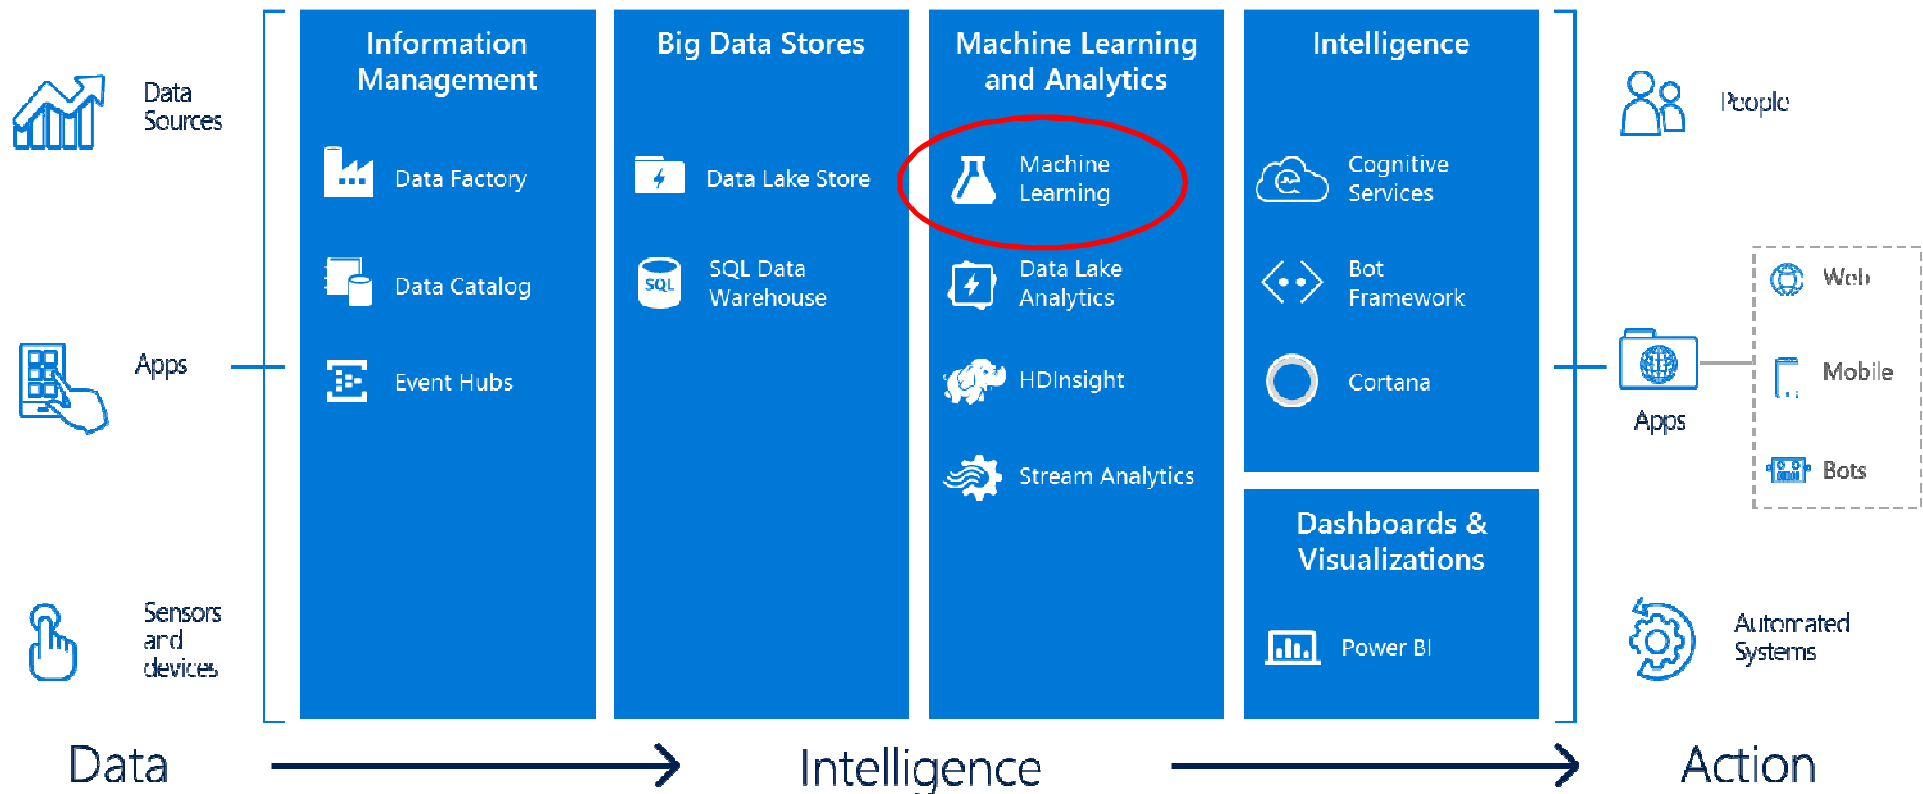 Data
Sources
Apps
Sensors
and
devices
Information
Management
Data Factory
Data Catalog
Event Hubs
Big Data Stores
Data Lake Store
SQL
SQL Data
Warehouse
Machine Learning
and Analytics
Machine
Learning
Data Lake
Analytics
HDInsight
Stream Analytics
Intelligence
Cognitive
Services
Bot
Framework
Cortana
Dashboards &
Visualizations
Power BI
People
Apps
Web
Mobile
Bots
Automated
Systems
Data
Intelligence
Action